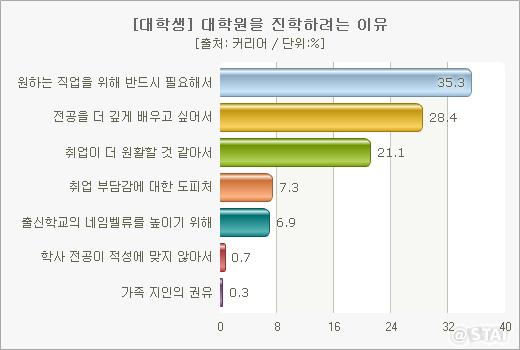 [대학생] 대학원을 진학하려는 이유
[출처: 커리어 / 단위:%]
원하는 직업을 위해 반드시 필요해서 35.3
전공을 더 깊게 배우고 싶어서 28.4
취업이 더 원활할 것 같아서 21.1
취업 부담감에 대한 도피처 7.3
출신학교의 네임벨류를 높이기 위해 6.9
학사 전공이 적성에 맞지 않아서 0.7
가족 지인의 권유 0.3
0 8 16 24 32 40
@STAT